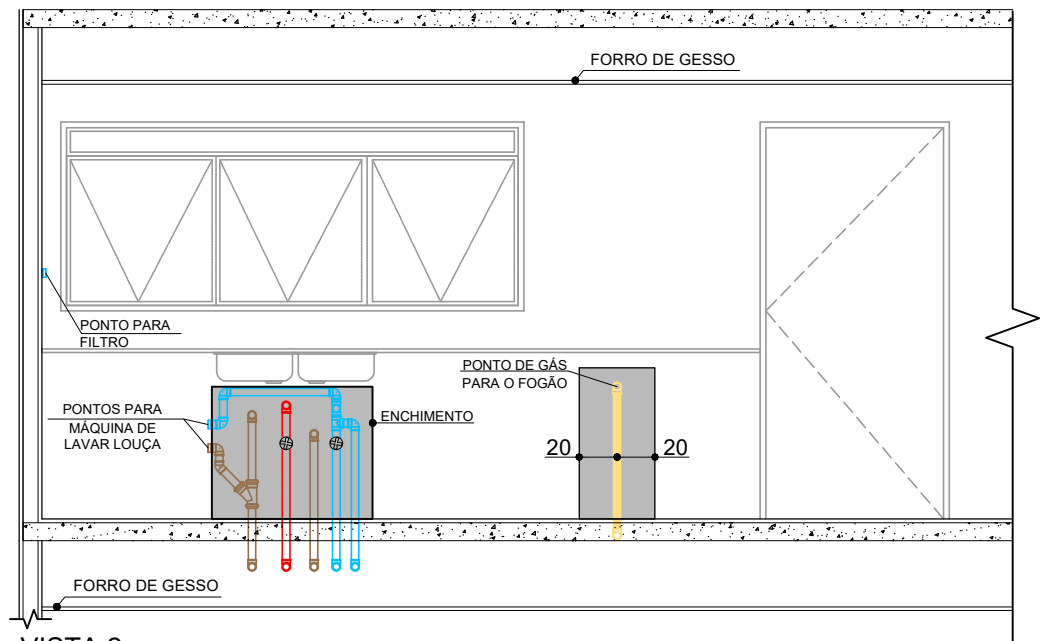 FORRO DE GESSO
PONTO PARA
FILTRO
PONTO DE GÁS
PARA O FOGÃO
PONTOS PARA
MÁQUINA DE
LAVAR LOUÇA
ENCHIMENTO
20
20
FORRO DE GESSO
VISTA